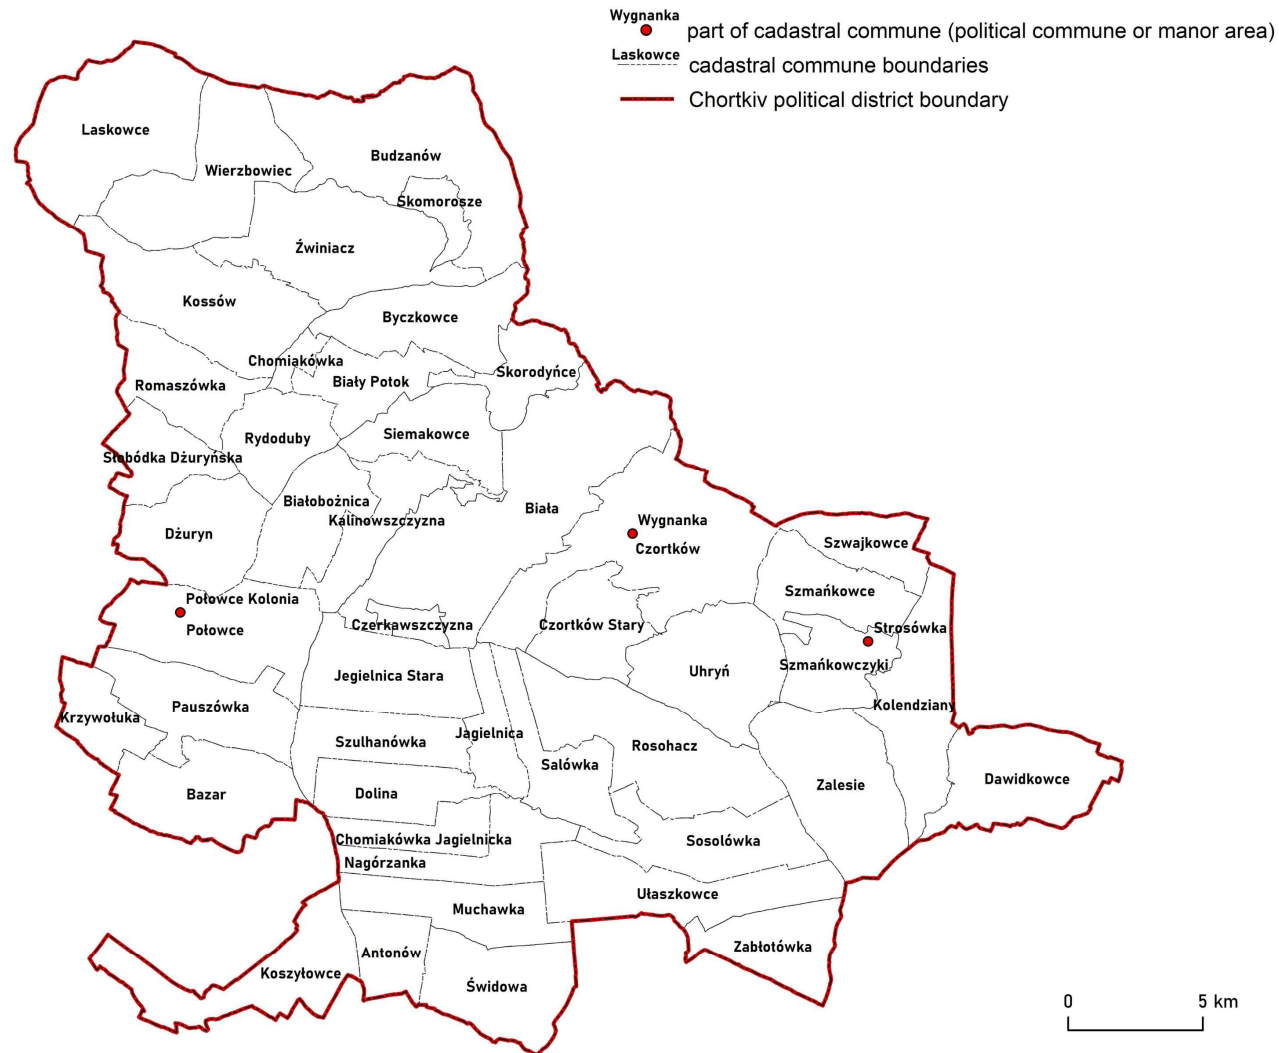 Wygnanka
part of cadastral commune (political commune or manor area)
Laskowce
cadastral commune boundaries
Chortkiv political district boundary
Laskowce
Wierzbowiec
Budzanów
Skomorosze
Źwiniacz
Kossów
Byczkowce
Chomiakówka
Skorodyńce
Romaszówka
Biały Potok
Rydoduby
Siemakowce
Słobódka Dżuryńska
Białobożnica
Kalinowszczyzna
Biała
Wygnanka
Dżuryn
Czortków
Szwajkowce
Szmańkowce
Połowce Kolonia
Połowce
Czerkawszczyzna
Czortków Stary
Strosówka
Szmańkowczyki
Jegielnica Stara
Uhryń
Krzywołuka
Pauszówka
Kolendziany
Szulhanówka
Jagielnica
Rosohacz
Salówka
Bazar
Dolina
Zalesie
Dawidkowce
Chomiakówka Jagielnicka
Sosolówka
Nagórzanka
Ułaszkowce
Muchawka
Antonów
Zabłotówka
Koszyłowce
Świdowa
0 5 km